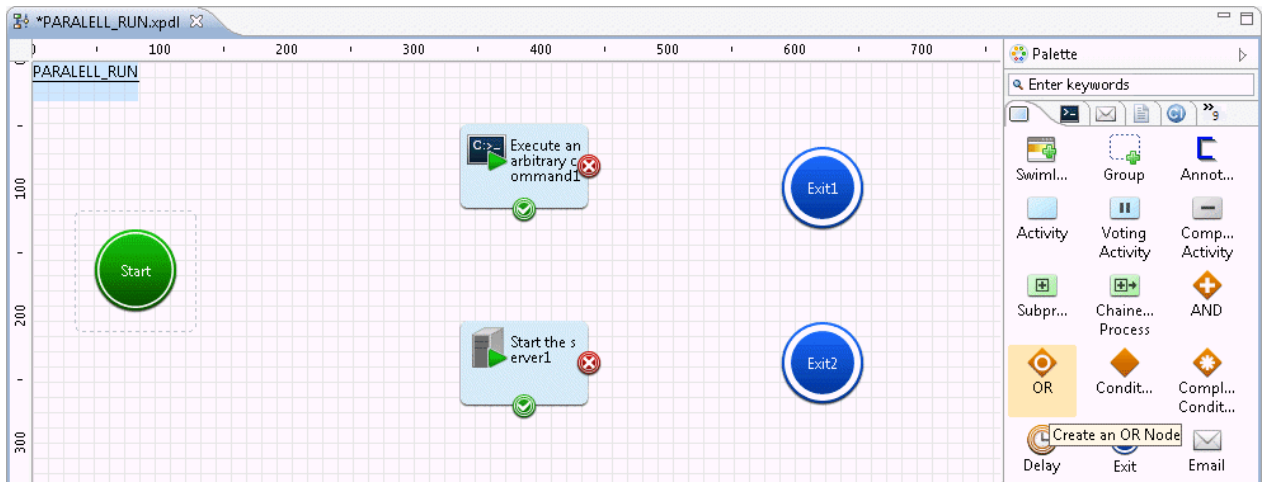 *PARALELL_RUN.xpdl
0 100 200 300 400 500 600 700
Palette
PARALELL_RUN
Enter keywords
9
C:>_
Execute an
arbitrary c
ommand1
100
Exit1
Swiml... Group Annot...
Activity Voting Comp...
Activity Activity
Start
200
Subpr... Chaine... AND
Process
Start the s
erver1
Exit2
OR Condit... Compl...
Condit...
Create an OR Node
300
Delay Exit Email